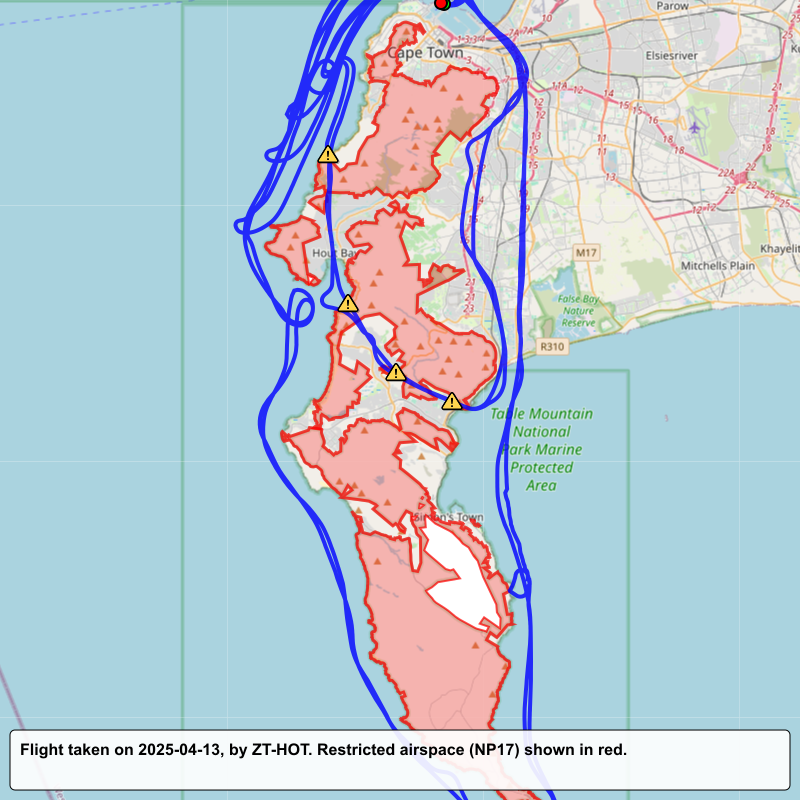 Parow
Cape Town
Elsiesriver
M17
Hout Bay
Mitchells Plain
Khayelit
False Bay
Nature
Reserve
R310
Table Mountain
National
Park Marine
Protected
Area
Simon's Town
Flight taken on 2025-04-13, by ZT-HOT. Restricted airspace (NP17) shown in red.